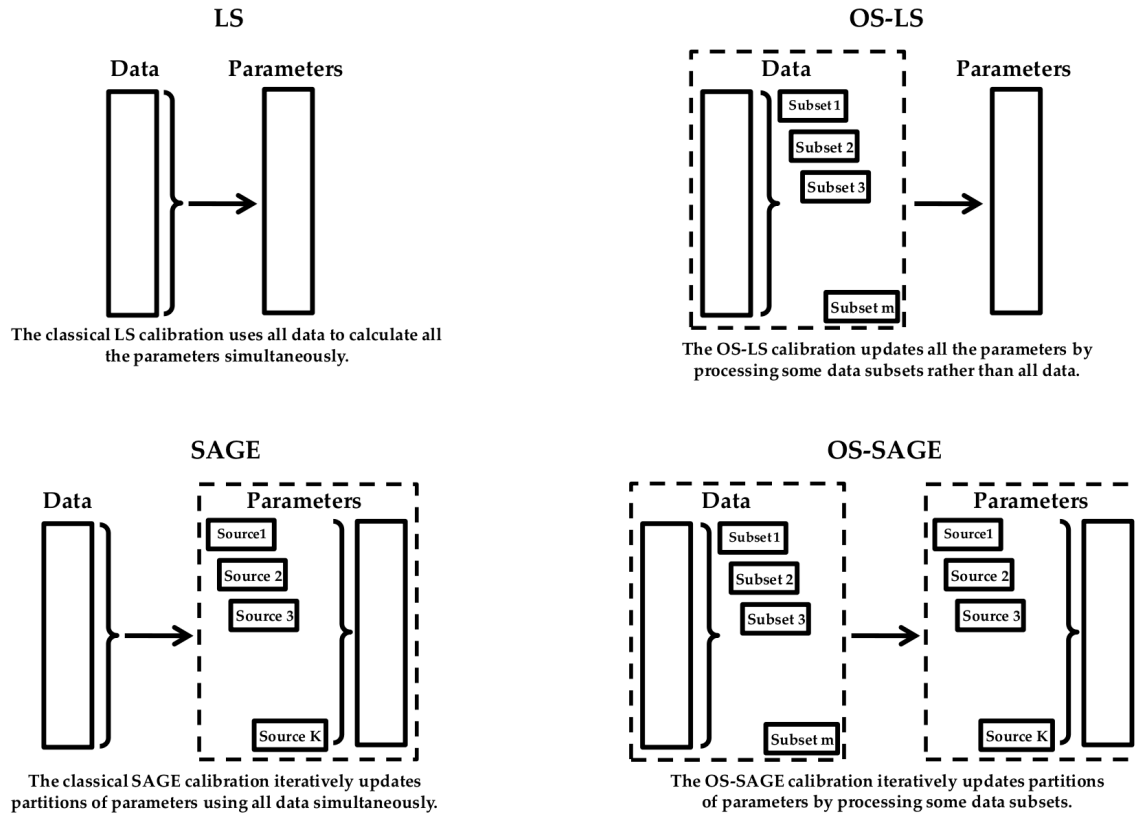 LS
Data
Parameters
The classical LS calibration uses all data to calculate all
the parameters simultaneously.
OS-LS
Data
Parameters
Subset 1
Subset 2
Subset 3
Subset m
The OS-LS calibration updates all the parameters by
processing some data subsets rather than all data.
SAGE
Data
Parameters
Source1
Source 2
Source 3
Source K
The classical SAGE calibration iteratively updates
partitions of parameters using all data simultaneously.
OS-SAGE
Data
Parameters
Subset1
Subset 2
Subset 3
Subset m
Source1
Source 2
Source 3
Source K
The OS-SAGE calibration iteratively updates partitions
of parameters by processing some data subsets.